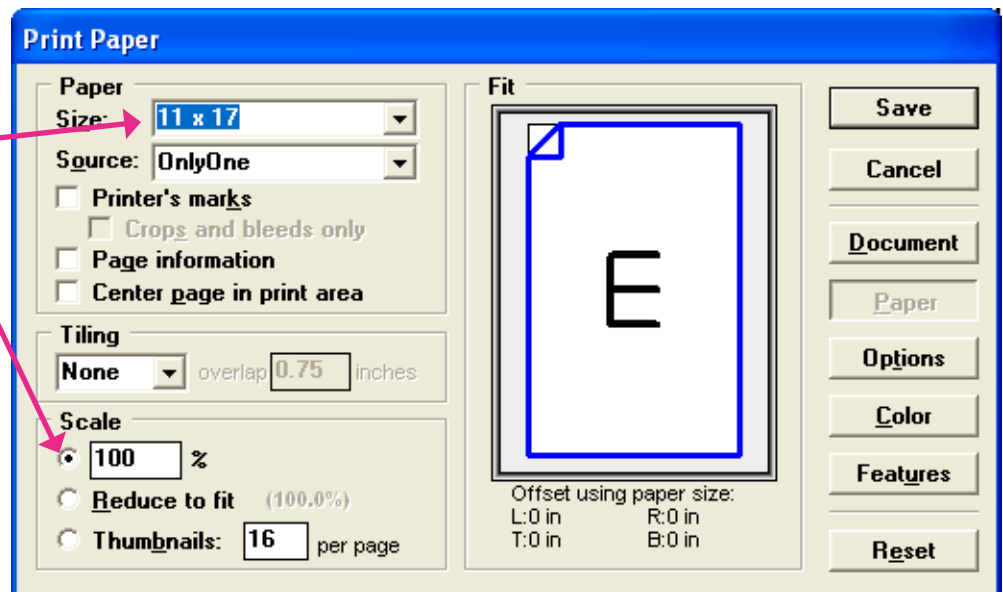 Print Paper
Paper
Size: 11 x 17
Source: OnlyOne
Printer's marks
Crops and bleeds only
Page information
Center page in print area
Tiling
None overlap 0.75 inches
Scale
100 %
Reduce to fit (100.0%)
Thumbnails: 16 per page
Fit
E
Offset using paper size:
L:0 in R:0 in
T:0 in B:0 in
Save
Cancel
Document
Paper
Options
Color
Features
Reset